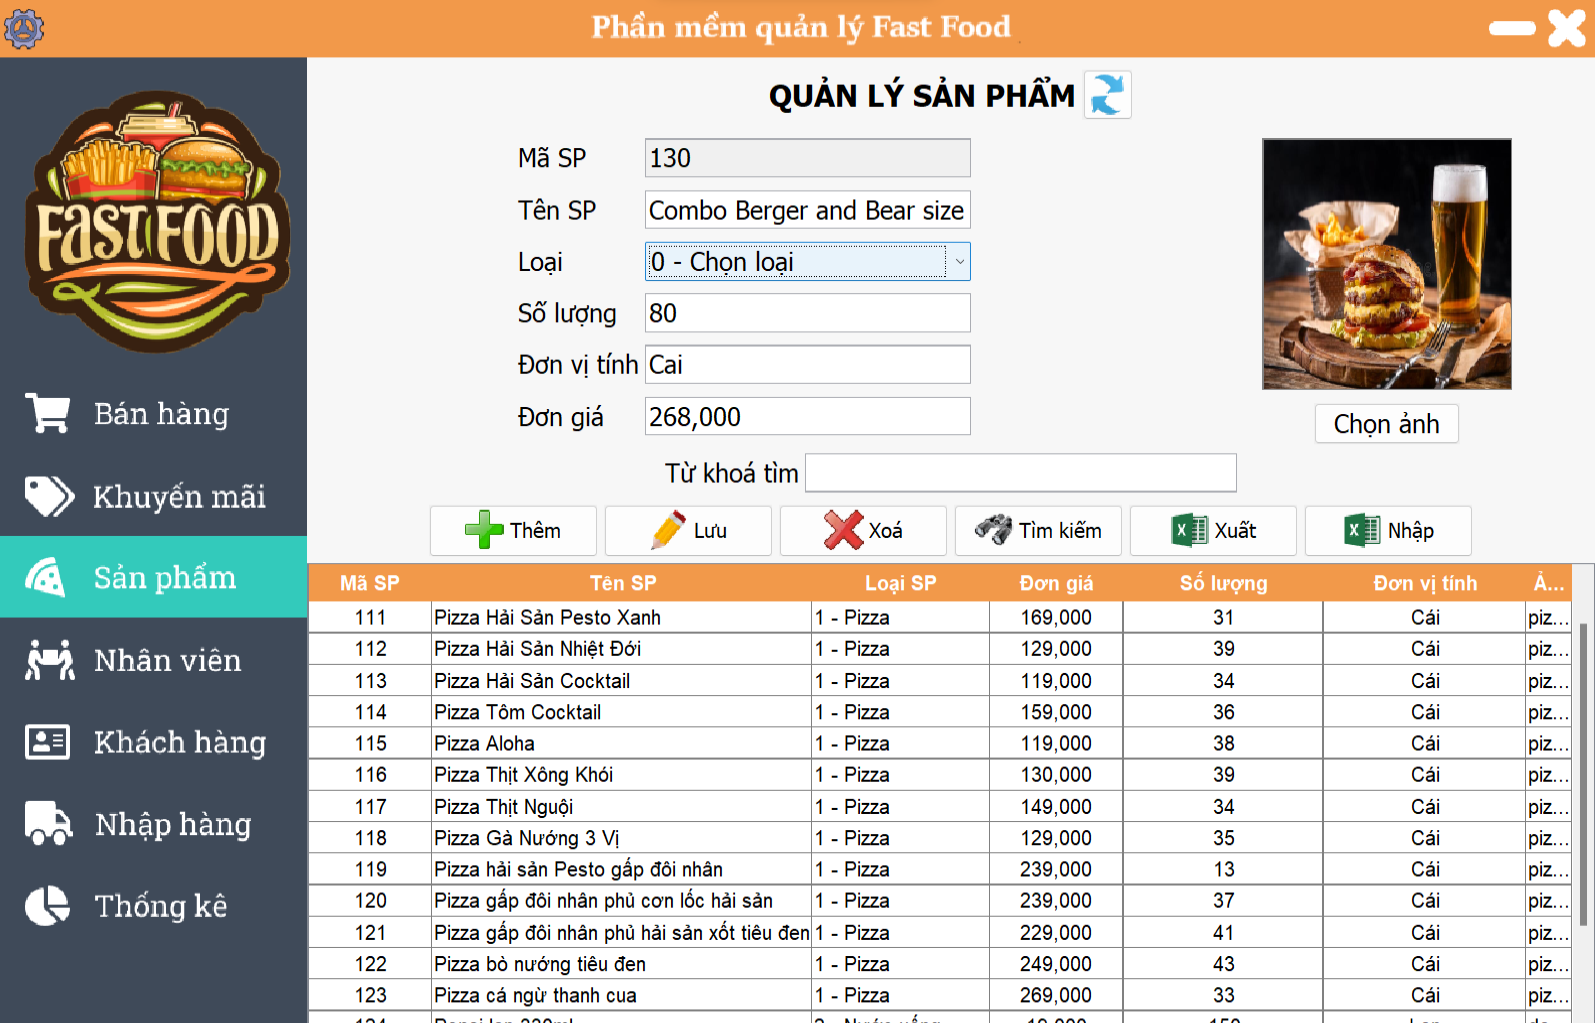 Phần mềm quản lý Fast Food
FAST FOOD
Bán hàng
Khuyến mãi
Sản phẩm
Nhân viên
Khách hàng
Nhập hàng
Thống kê
QUẢN LÝ SẢN PHẨM
Mã SP 130
Tên SP Combo Berger and Bear size
Loại 0 - Chọn loại
Số lượng 80
Đơn vị tính Cai
Đơn giá 268,000
Chọn ảnh
Từ khoá tìm
Thêm Lưu Xoá Tìm kiếm Xuất Nhập
Mã SP Tên SP Loại SP Đơn giá Số lượng Đơn vị tính Ả...
111 Pizza Hải Sản Pesto Xanh 1 - Pizza 169,000 31 Cái piz...
112 Pizza Hải Sản Nhiệt Đới 1 - Pizza 129,000 39 Cái piz...
113 Pizza Hải Sản Cocktail 1 - Pizza 119,000 34 Cái piz...
114 Pizza Tôm Cocktail 1 - Pizza 159,000 36 Cái piz...
115 Pizza Aloha 1 - Pizza 119,000 38 Cái piz...
116 Pizza Thịt Xông Khói 1 - Pizza 130,000 39 Cái piz...
117 Pizza Thịt Nguội 1 - Pizza 149,000 34 Cái piz...
118 Pizza Gà Nướng 3 Vị 1 - Pizza 129,000 35 Cái piz...
119 Pizza hải sản Pesto gấp đôi nhân 1 - Pizza 239,000 13 Cái piz...
120 Pizza gấp đôi nhân phủ cơn lốc hải sản 1 - Pizza 239,000 37 Cái piz...
121 Pizza gấp đôi nhân phủ hải sản xốt tiêu đen 1 - Pizza 229,000 41 Cái piz...
122 Pizza bò nướng tiêu đen 1 - Pizza 249,000 43 Cái piz...
123 Pizza cá ngừ thanh cua 1 - Pizza 269,000 33 Cái piz...